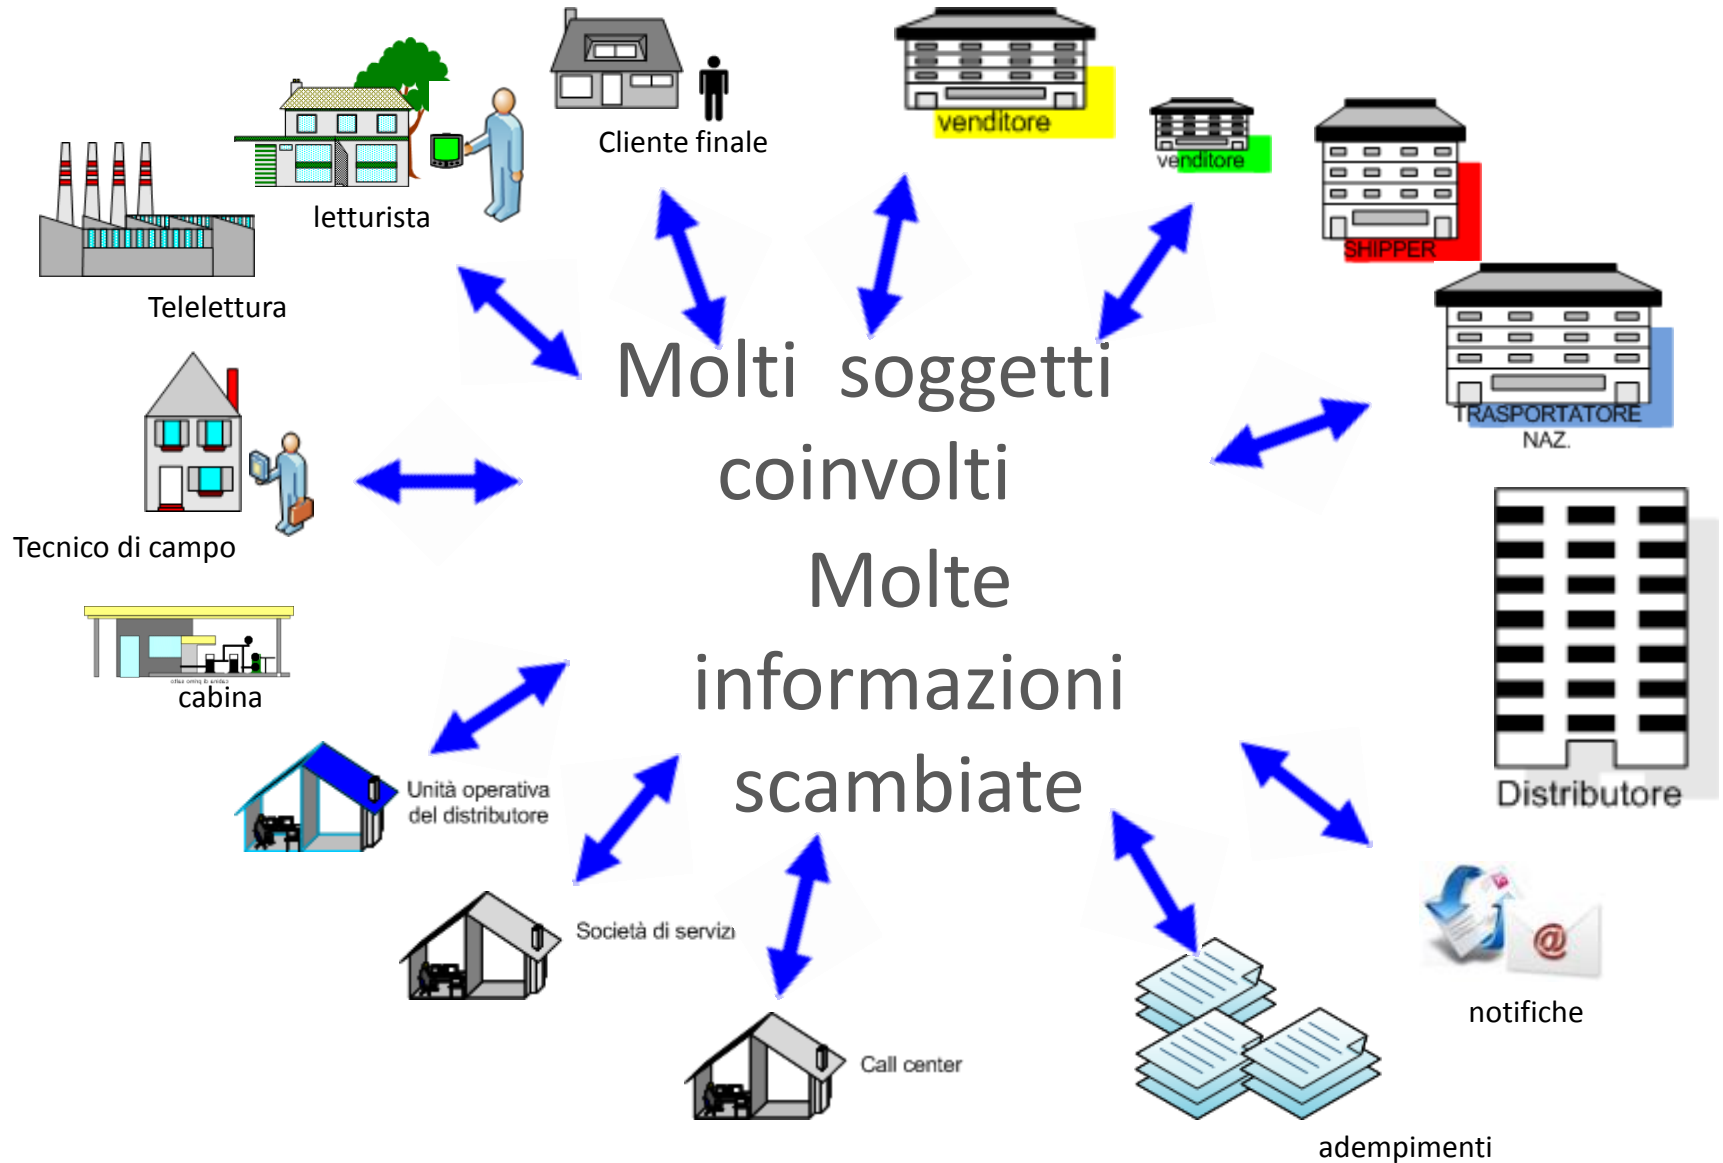 Cliente finale
venditore
venditore
SHIPPER
letturista
Telelettura
TRASPORTATORE
NAZ.
Molti soggetti
coinvolti
Molte
informazioni
scambiate
Tecnico di campo
cabina
Unità operativa
del distributore
Distributore
Società di servizi
@
notifiche
Call center
adempimenti